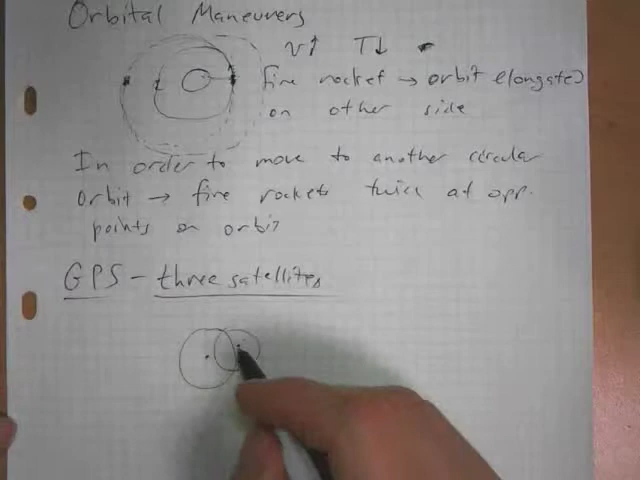 Orbital Maneuvers
v↑ T↓
fire rocket → orbit elongated
on other side
In order to move to another circular
orbit → fire rockets twice at opp.
points on orbit
GPS - three satellites